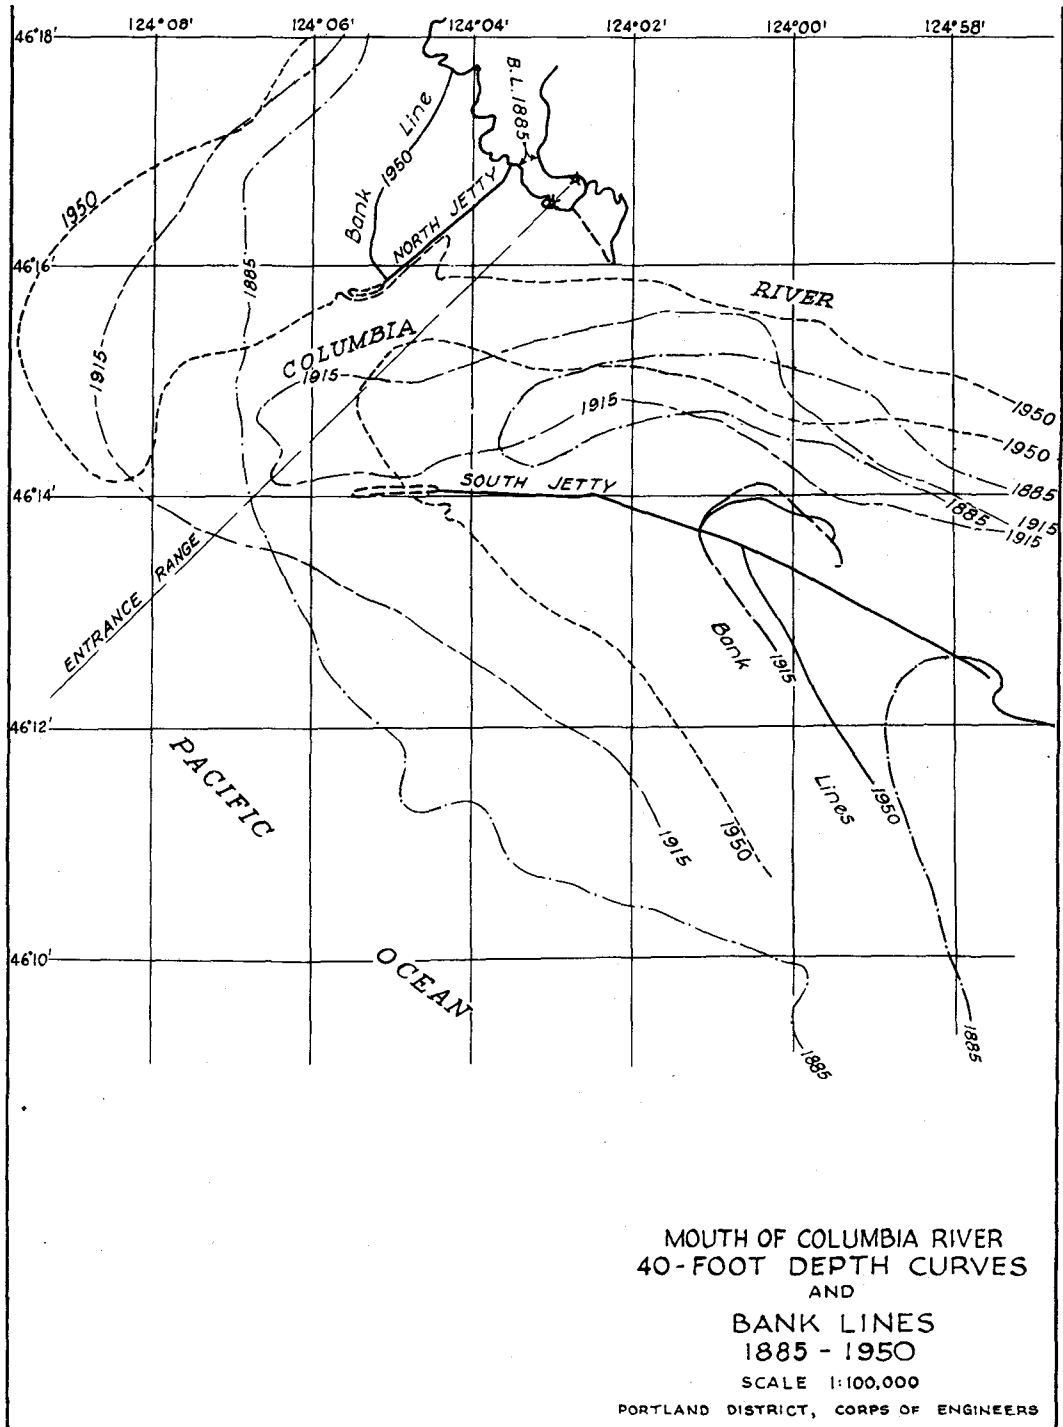 124°08' 124°06' 124°04' 124°02' 124°00' 124°58'
46°18'
B.L. 1885
Bank 1950 Line
1950
NORTH JETTY
46°16'
1885
RIVER
COLUMBIA
1915
1915
1915
1950
1950
46°14'
SOUTH JETTY
1885
1885
1915
1915
ENTRANCE RANGE
Bank
1915
46°12'
PACIFIC
Lines
1950
1950
1915
46°10'
OCEAN
1885
1885
MOUTH OF COLUMBIA RIVER
40-FOOT DEPTH CURVES
AND
BANK LINES
1885 - 1950
SCALE 1:100,000
PORTLAND DISTRICT, CORPS OF ENGINEERS